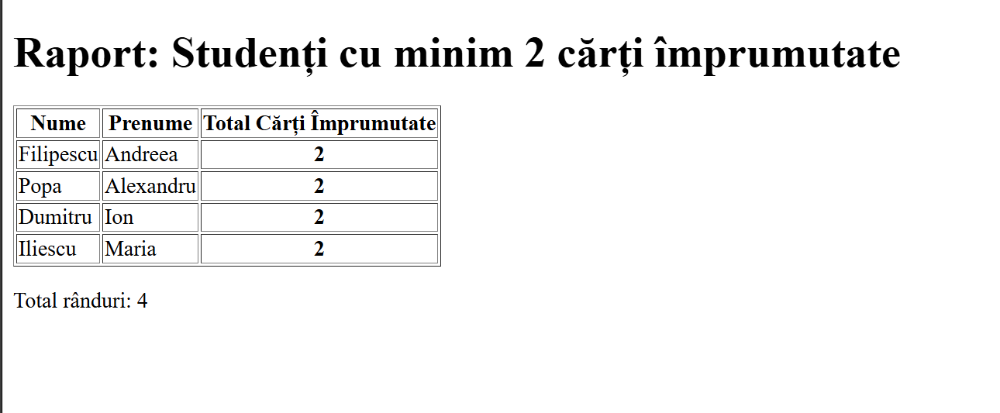 Raport: Studenți cu minim 2 cărți împrumutate
Nume Prenume Total Cărți Împrumutate
Filipescu Andreea 2
Popa Alexandru 2
Dumitru Ion 2
Iliescu Maria 2
Total rânduri: 4